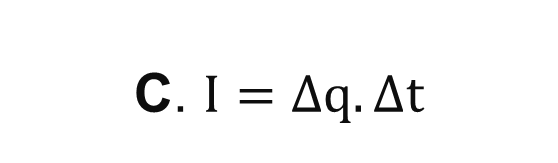 C. I = Δq. Δt